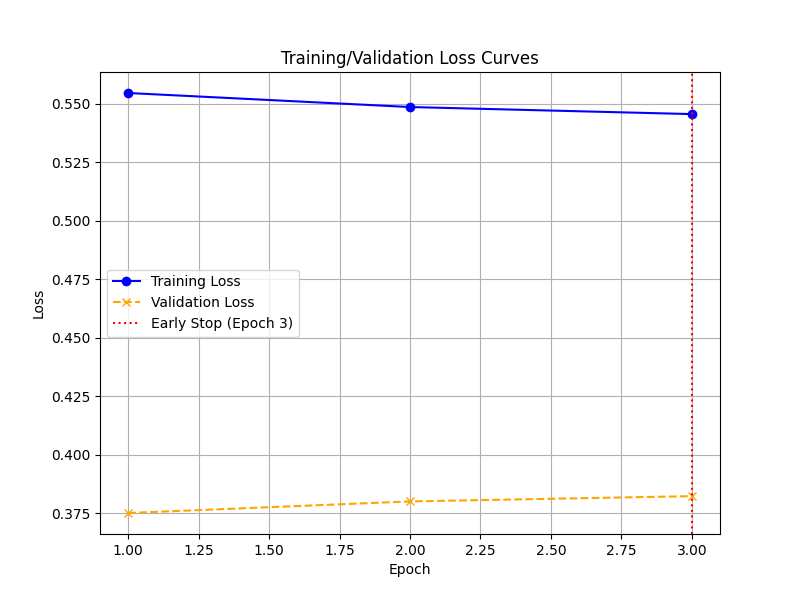 Training/Validation Loss Curves
0.550
0.525
0.500
0.475
0.450
0.425
0.400
0.375
Loss
Training Loss
Validation Loss
Early Stop (Epoch 3)
1.00 1.25 1.50 1.75 2.00 2.25 2.50 2.75 3.00
Epoch